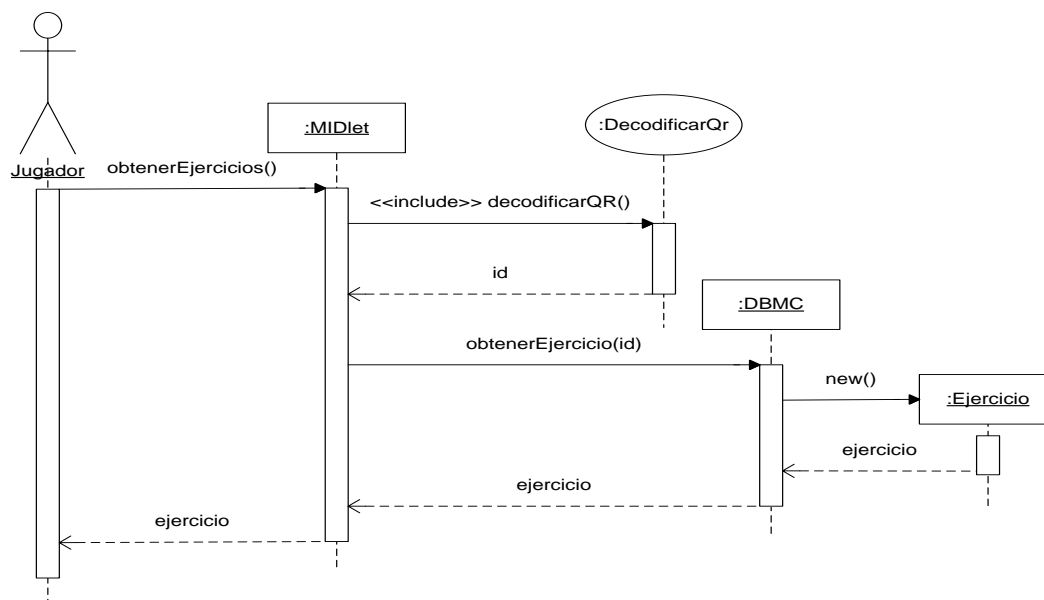 :MIDlet
:DecodificarQr
Jugador
obtenerEjercicios()
<<include>> decodificarQR()
id
:DBMC
obtenerEjercicio(id)
new()
:Ejercicio
ejercicio
ejercicio
ejercicio